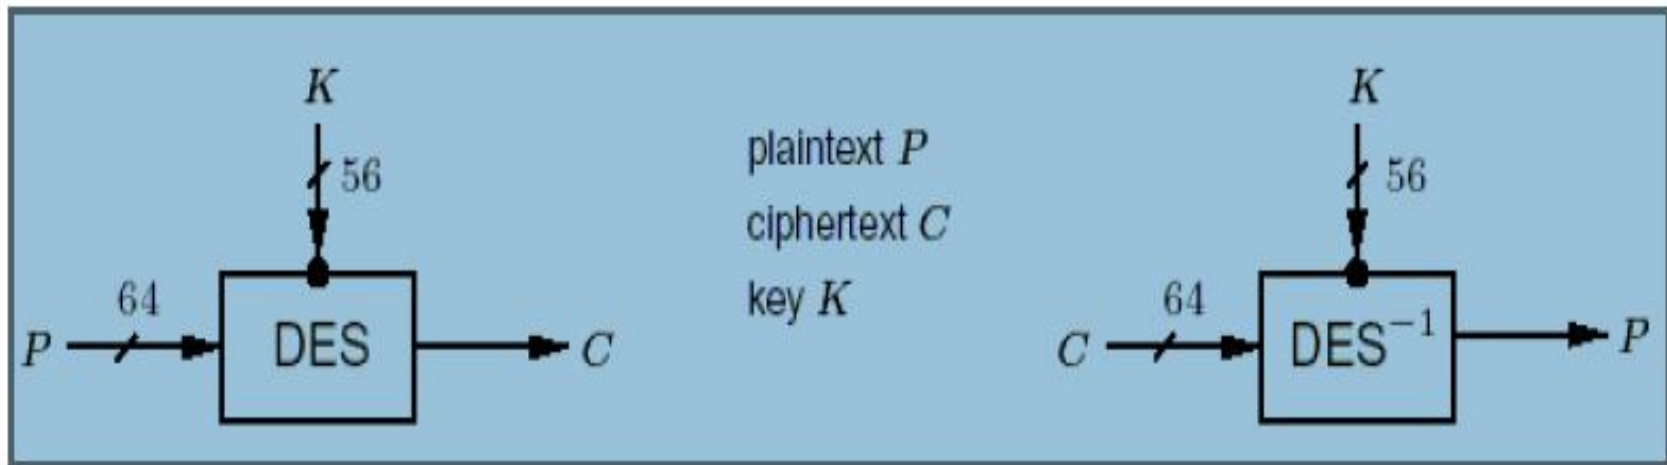 K
56
64
P
DES
C
plaintext P
ciphertext C
key K
K
56
64
C
DES⁻¹
P